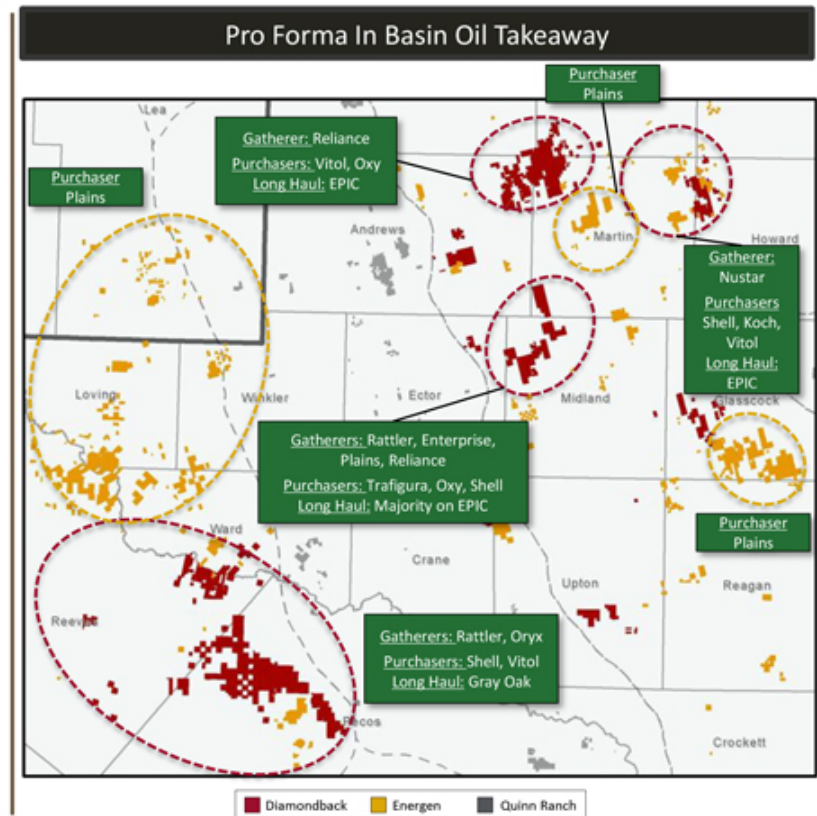 Pro Forma In Basin Oil Takeaway
Purchaser
Plains
Lea
Gatherer: Reliance
Purchasers: Vitol, Oxy
Long Haul: EPIC
Purchaser
Plains
Andrews
Martin
Howard
Gatherer:
Nustar
Purchasers
Shell, Koch,
Vitol
Long Haul:
EPIC
Loving
Winkler
Ector
Midland
Glasscock
Gatherers: Rattler, Enterprise,
Plains, Reliance
Purchasers: Trafigura, Oxy, Shell
Long Haul: Majority on EPIC
Purchaser
Plains
Ward
Crane
Upton
Reagan
Reeves
Gatherers: Rattler, Oryx
Purchasers: Shell, Vitol
Long Haul: Gray Oak
Pecos
Crockett
Diamondback
Energen
Quinn Ranch